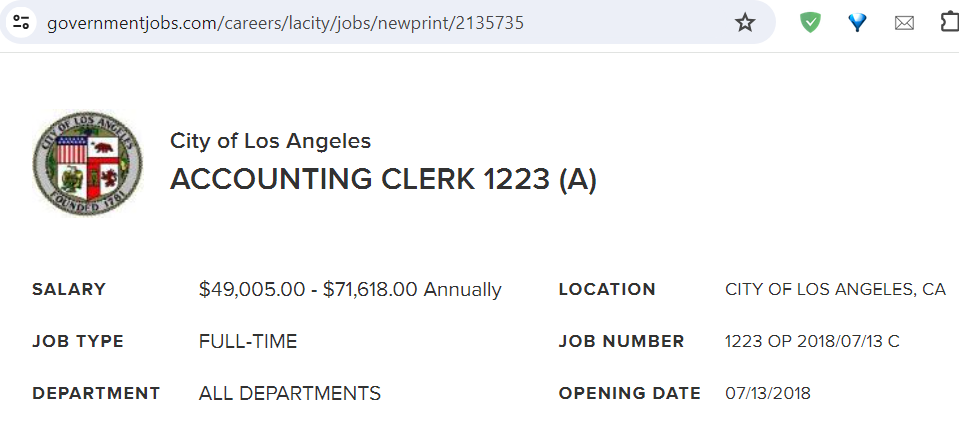 governmentjobs.com/careers/lacity/jobs/newprint/2135735
CITY OF LOS ANGELES
FOUNDED 1781
City of Los Angeles
ACCOUNTING CLERK 1223 (A)
SALARY $49,005.00 - $71,618.00 Annually LOCATION CITY OF LOS ANGELES, CA
JOB TYPE FULL-TIME JOB NUMBER 1223 OP 2018/07/13 C
DEPARTMENT ALL DEPARTMENTS OPENING DATE 07/13/2018